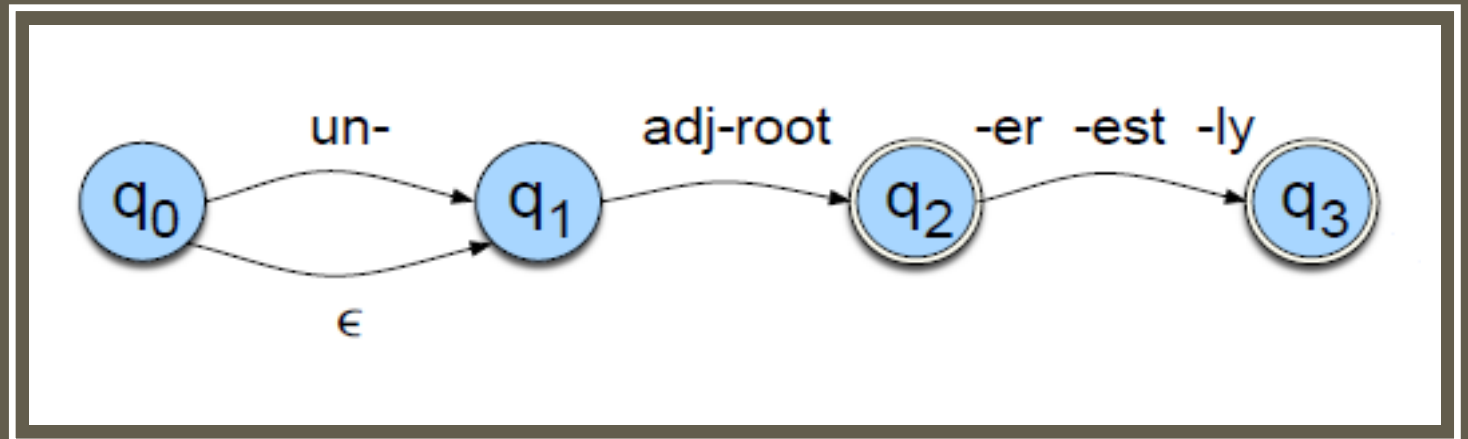 un-
adj-root
-er -est -ly
q0
q1
q2
q3
ϵ